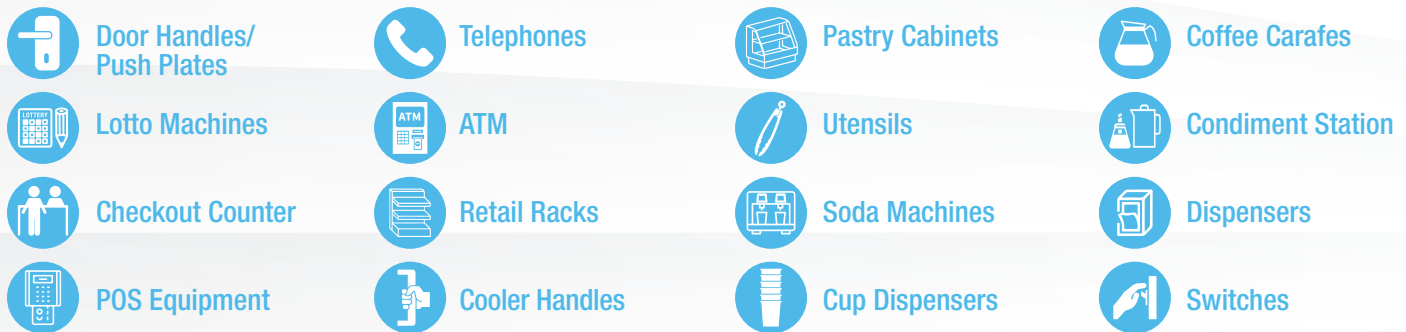 Door Handles/
Push Plates
Telephones
Pastry Cabinets
Coffee Carafes
LOTTERY
Lotto Machines
ATM
ATM
Utensils
Condiment Station
Checkout Counter
Retail Racks
Soda Machines
Dispensers
POS Equipment
Cooler Handles
Cup Dispensers
Switches